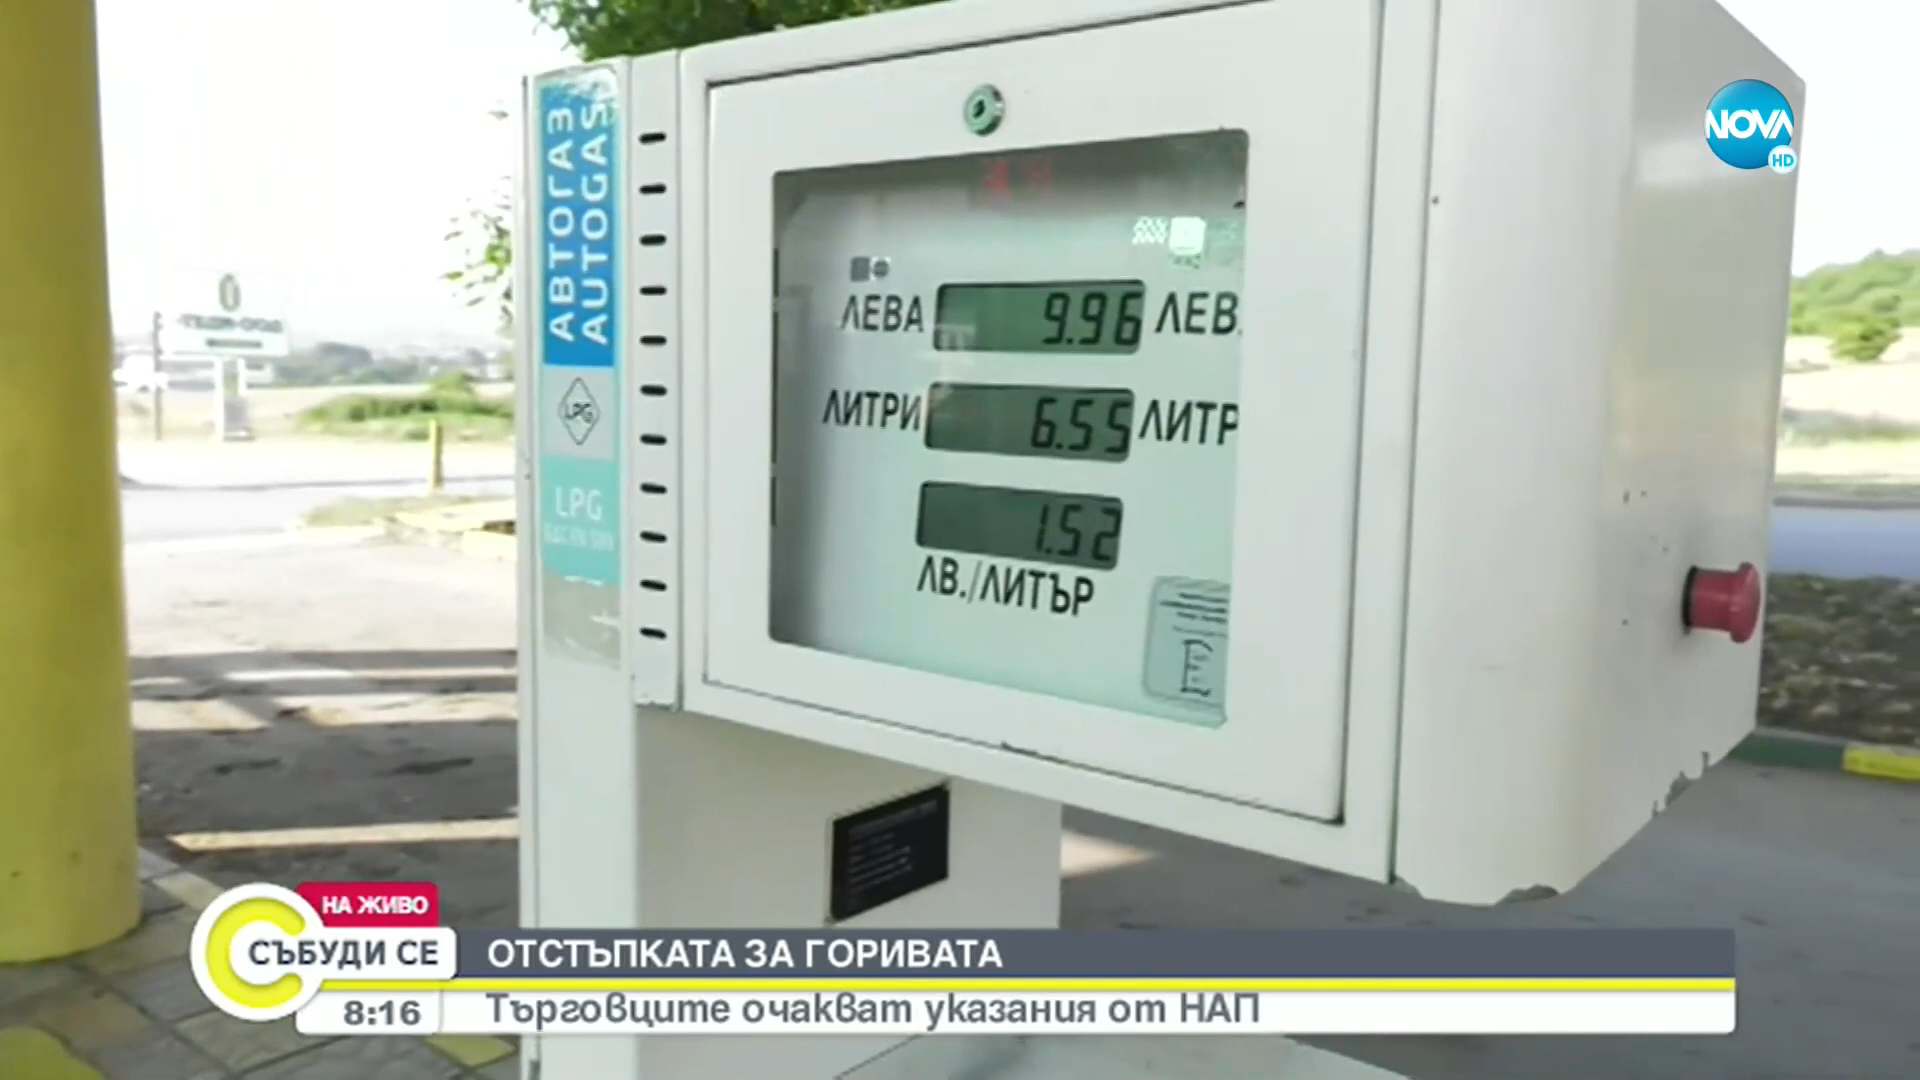 АВТОГАЗ
AUTOGAS
LPG
LPG
ЛЕВА 9.96 ЛЕВ
ЛИТРИ 6.55 ЛИТР
1.52
ЛВ./ЛИТЪР
E
NOVA
HD
НА ЖИВО
СЪБУДИ СЕ
8:16
ОТСТЪПКАТА ЗА ГОРИВАТА
Търговците очакват указания от НАП